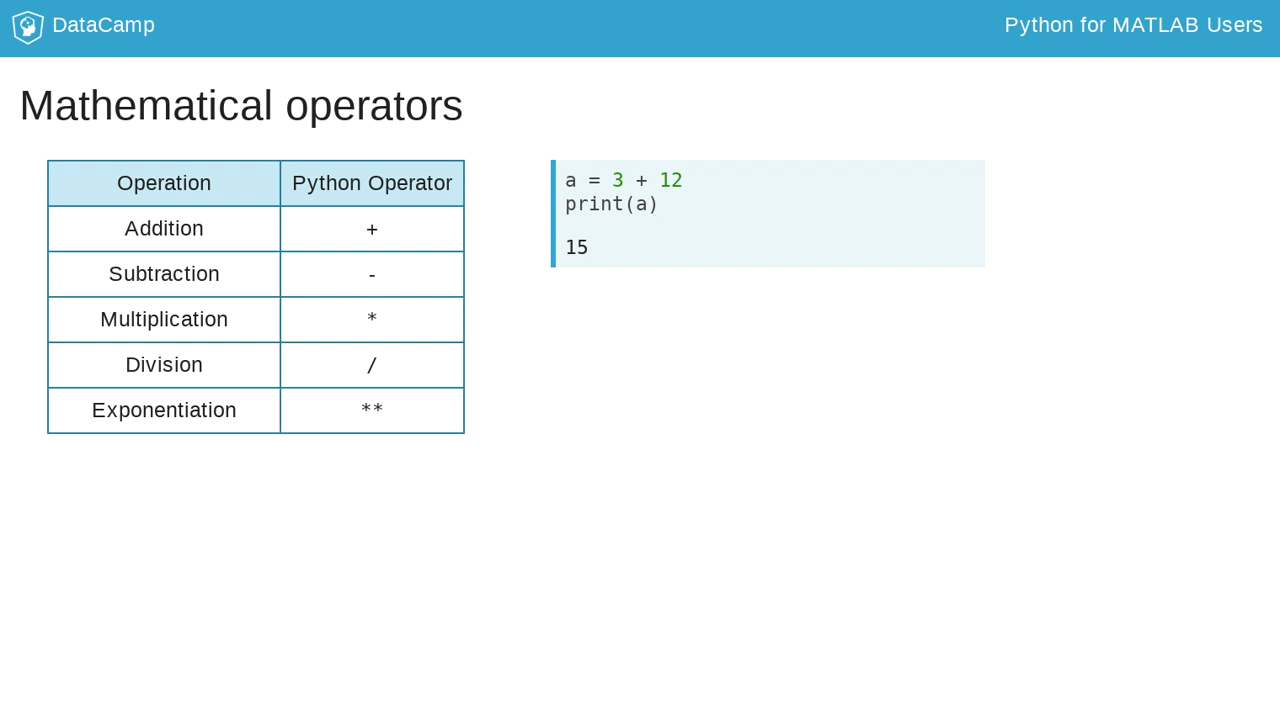 DataCamp
Python for MATLAB Users
Mathematical operators
Operation Python Operator
Addition +
Subtraction -
Multiplication *
Division /
Exponentiation **
a = 3 + 12
print(a)
15